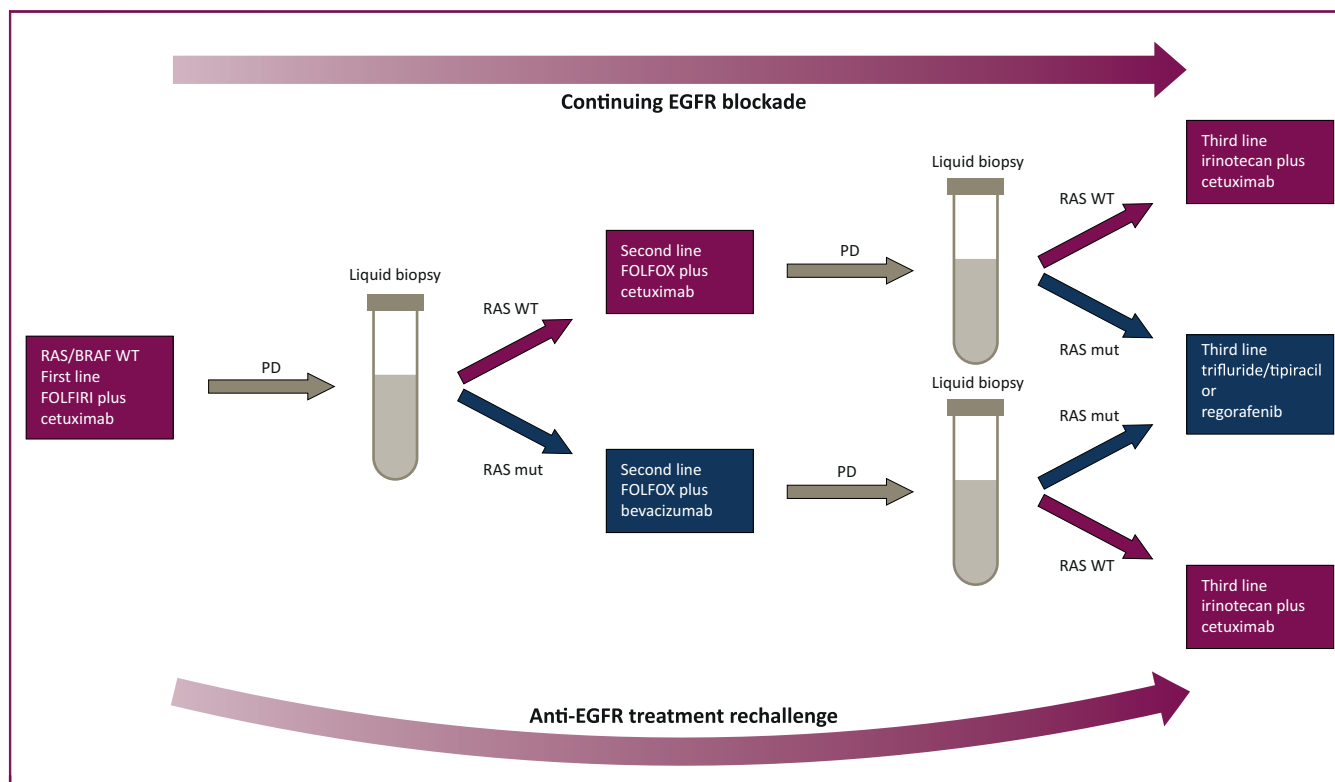 Continuing EGFR blockade
RAS/BRAF WT
First line
FOLFIRI plus
cetuximab
PD
Liquid biopsy
RAS WT
RAS mut
Second line
FOLFOX plus
cetuximab
PD
Second line
FOLFOX plus
bevacizumab
PD
Liquid biopsy
RAS WT
RAS mut
Liquid biopsy
RAS mut
RAS WT
Third line
irinotecan plus
cetuximab
Third line
trifluride/tipiracil
or
regorafenib
Third line
irinotecan plus
cetuximab
Anti-EGFR treatment rechallenge